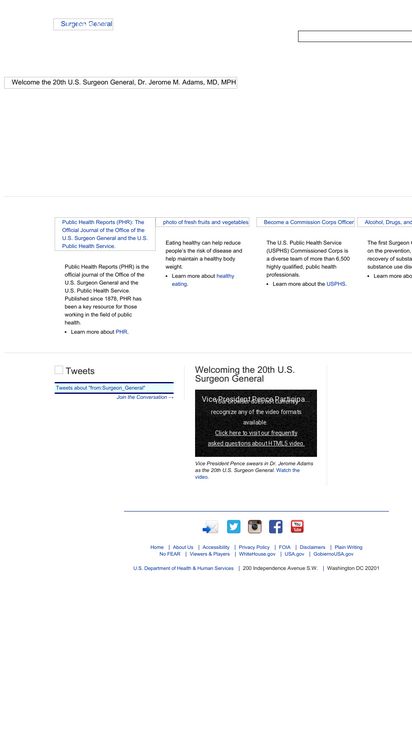 Surgeon General
Welcome the 20th U.S. Surgeon General, Dr. Jerome M. Adams, MD, MPH
Public Health Reports (PHR): The
Official Journal of the Office of the
U.S. Surgeon General and the U.S.
Public Health Service.
Public Health Reports (PHR) is the
official journal of the Office of the
U.S. Surgeon General and the
U.S. Public Health Service.
Published since 1878, PHR has
been a key resource for those
working in the field of public
health.
• Learn more about PHR.
photo of fresh fruits and vegetables
Eating healthy can help reduce
people's the risk of disease and
help maintain a healthy body
weight.
• Learn more about healthy
eating.
Become a Commission Corps Officer
The U.S. Public Health Service
(USPHS) Commissioned Corps is
a diverse team of more than 6,500
highly qualified, public health
professionals.
• Learn more about the USPHS.
Alcohol, Drugs, and
The first Surgeon
on the prevention,
recovery of substa
substance use dis
• Learn more abo
Tweets
Tweets about "from:Surgeon_General"
Join the Conversation →
Welcoming the 20th U.S.
Surgeon General
Vice President Pence Participa...
recognize any of the video formats
available.
Click here to visit our frequently
asked questions about HTML5 video.
Vice President Pence swears in Dr. Jerome Adams
as the 20th U.S. Surgeon General. Watch the
video.
You Tube
Home | About Us | Accessibility | Privacy Policy | FOIA | Disclaimers | Plain Writing
No FEAR | Viewers & Players | WhiteHouse.gov | USA.gov | GobiernoUSA.gov
U.S. Department of Health & Human Services | 200 Independence Avenue S.W. | Washington DC 20201